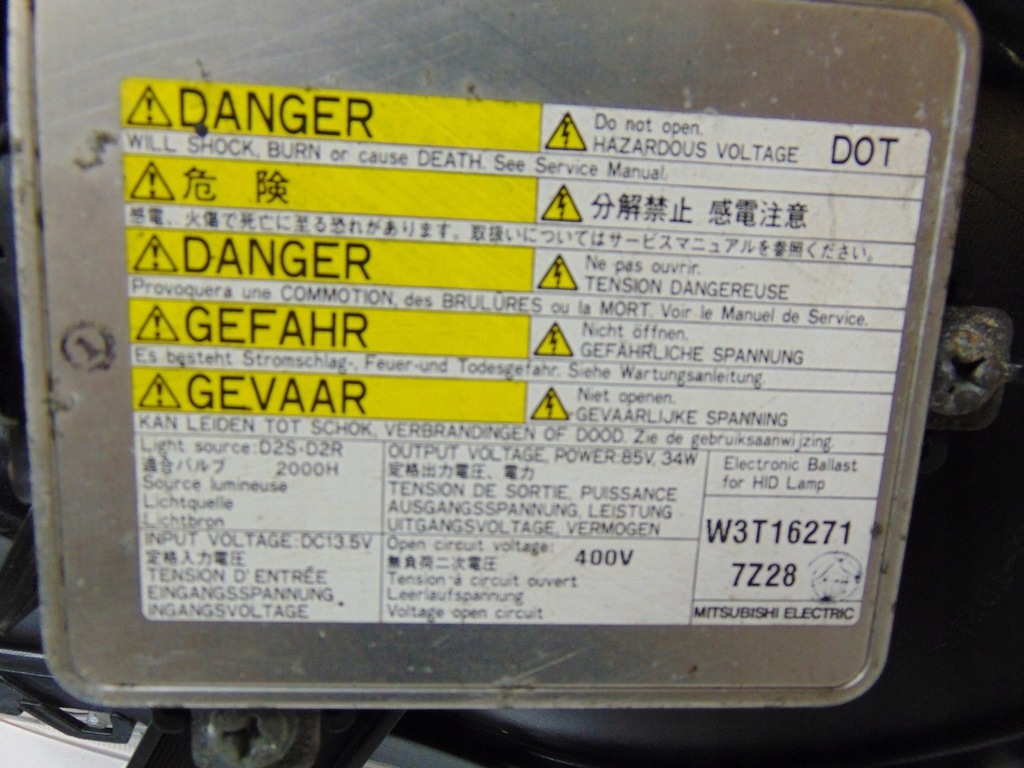 DANGER
Do not open.
HAZARDOUS VOLTAGE
DOT
WILL SHOCK, BURN or cause DEATH. See Service Manual.
危 険
分解禁止 感電注意
感電、火傷で死亡に至る恐れがあります。取扱いについてはサービスマニュアルを参照ください。
DANGER
Ne pas ouvrir.
TENSION DANGEREUSE
Provoquera une COMMOTION, des BRULÛRES ou la MORT. Voir le Manuel de Service.
GEFAHR
Nicht öffnen.
GEFÄHRLICHE SPANNUNG
Es besteht Stromschlag-, Feuer-und Todesgefahr. Siehe Wartungsanleitung.
GEVAAR
Niet openen.
GEVAARLIJKE SPANNING
KAN LEIDEN TOT SCHOK, VERBRANDINGEN OF DOOD. Zie de gebruiksaanwijzing.
Light source:D2S·D2R
適合バルブ 2000H
Source lumineuse
Lichtquelle
Lichtbron
OUTPUT VOLTAGE, POWER:85V, 34W
定格出力電圧、電力
TENSION DE SORTIE, PUISSANCE
AUSGANGSSPANNUNG, LEISTUNG
UITGANGSVOLTAGE, VERMOGEN
Electronic Ballast
for HID Lamp
INPUT VOLTAGE:DC13.5V
定格入力電圧
TENSION D'ENTRÉE
EINGANGSSPANNUNG
INGANGSVOLTAGE
Open circuit voltage:
無負荷二次電圧 400V
Tension à circuit ouvert
Leerlaufspannung
Voltage open circuit
W3T16271
7Z28
MITSUBISHI ELECTRIC